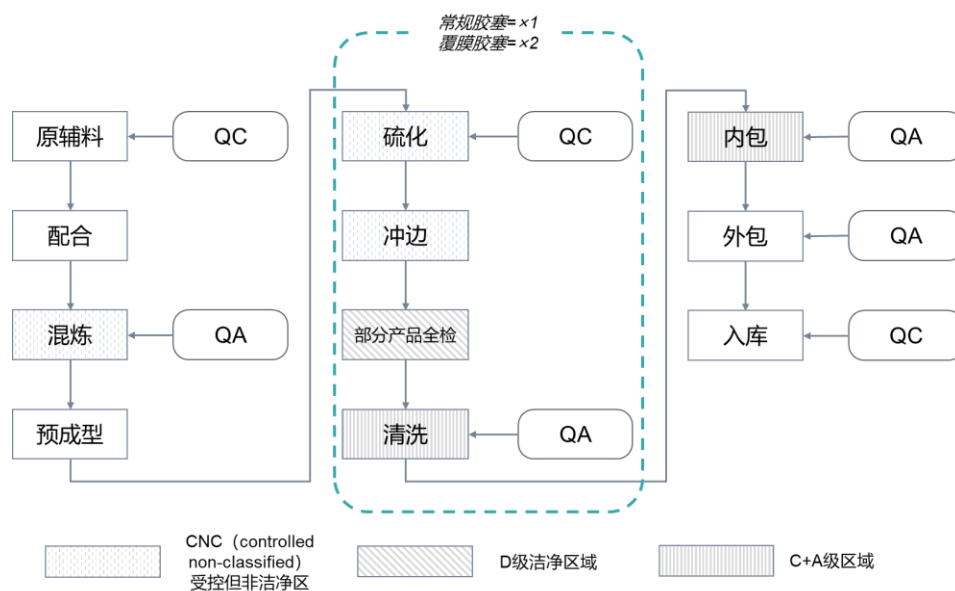 常规胶塞=×1
覆膜胶塞=×2
原辅料
QC
配合
混炼
QA
预成型
硫化
QC
冲边
部分产品全检
清洗
QA
内包
QA
外包
QA
入库
QC
CNC（controlled
non-classified）
受控但非洁净区
D级洁净区域
C+A级区域